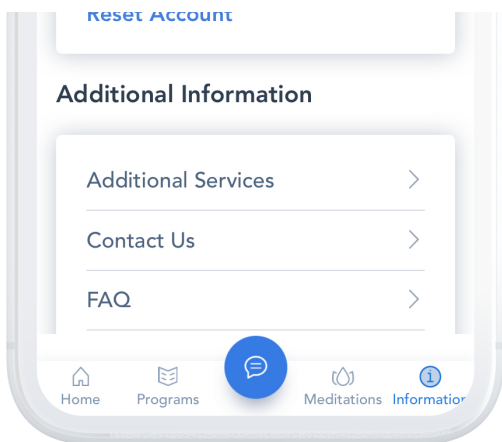 Reset Account
Additional Information
Additional Services
Contact Us
FAQ
Home Programs Meditations Information